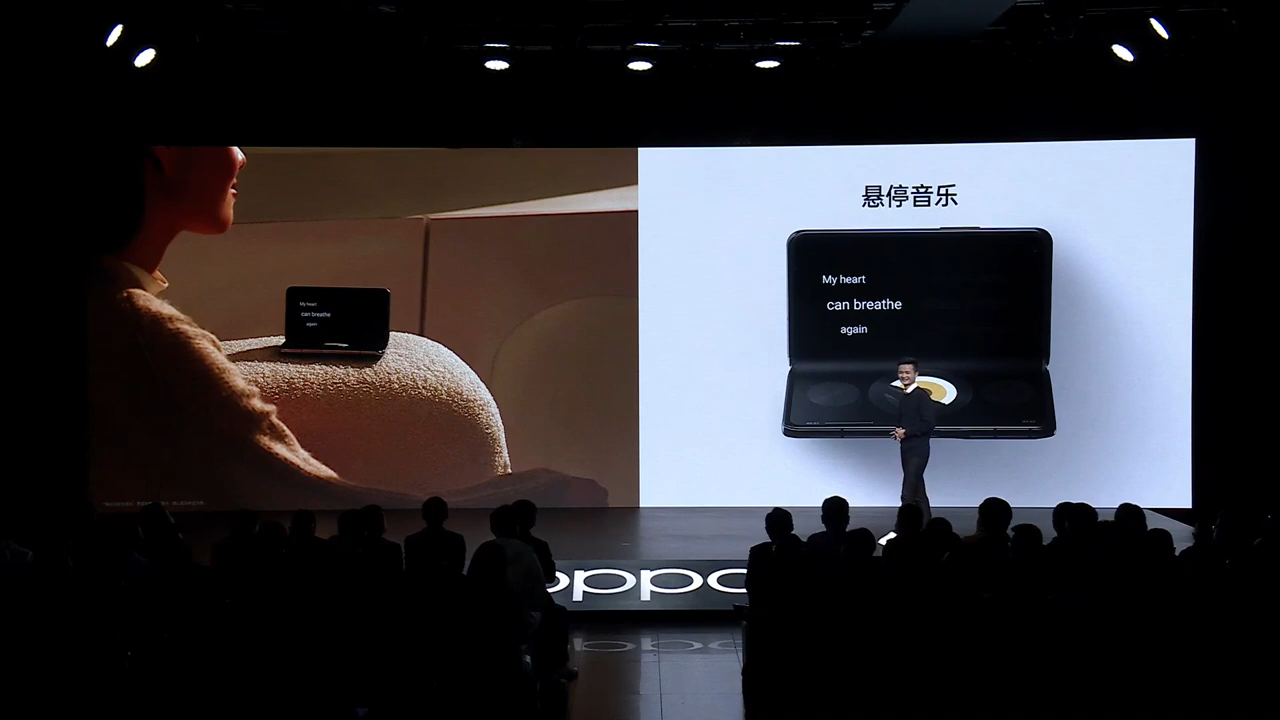 My heart
can breathe
again
悬停音乐
My heart
can breathe
again
oppo